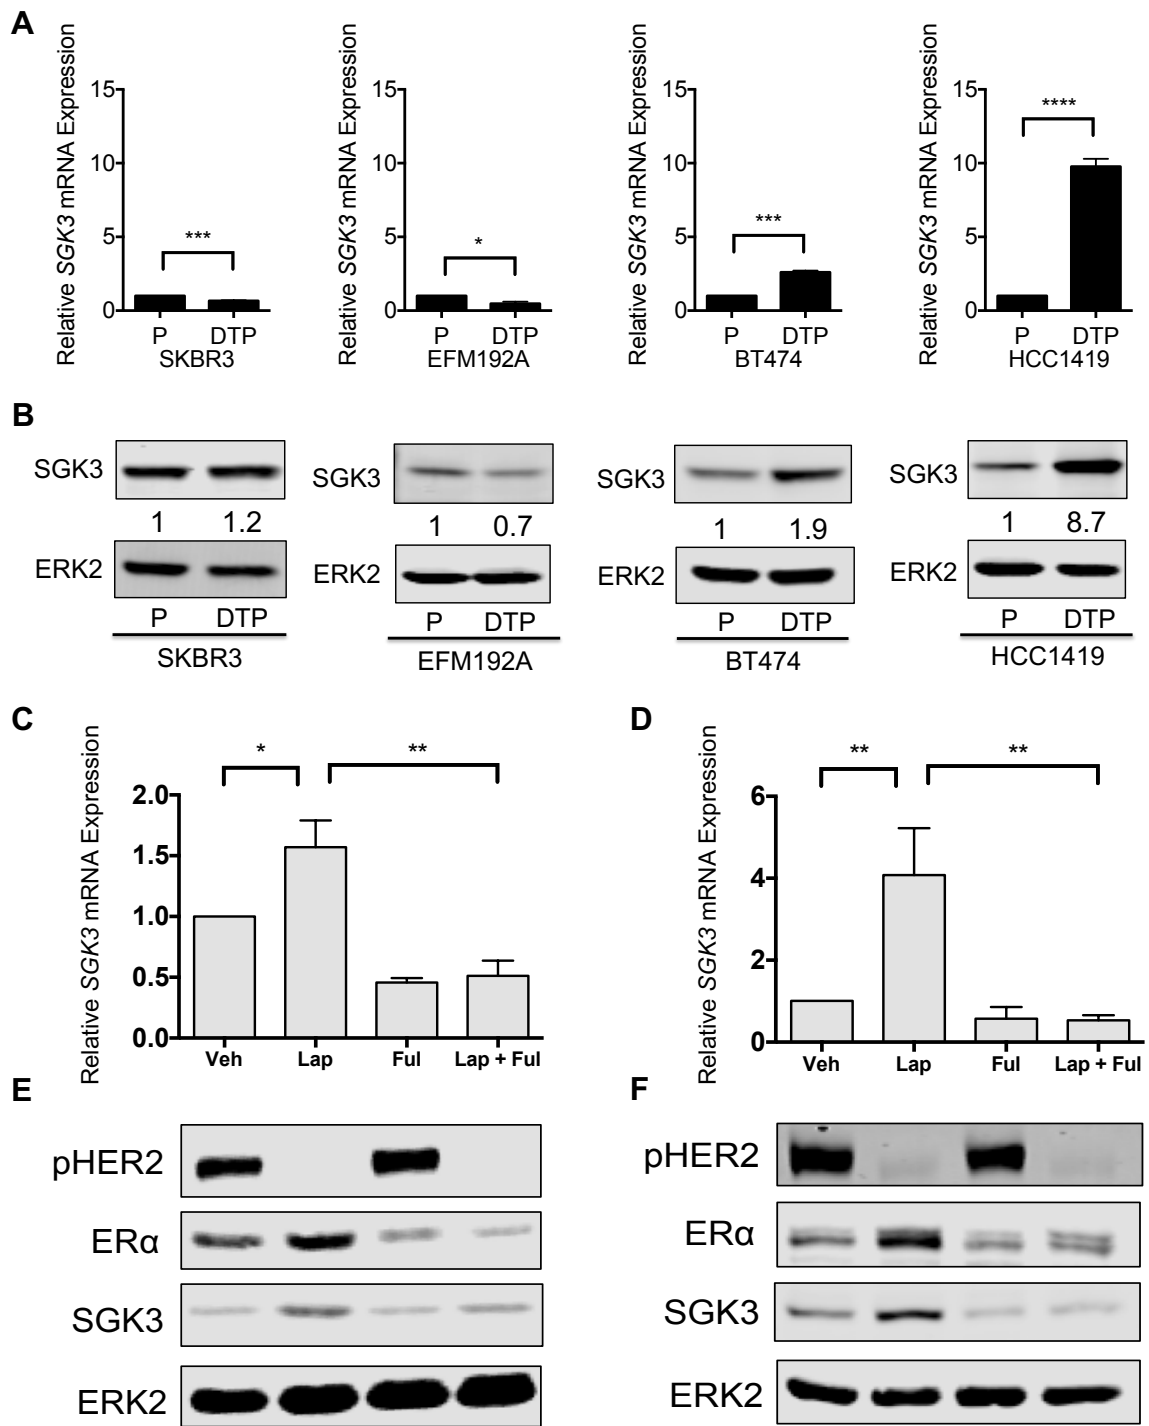 A
Relative SGK3 mRNA Expression
15
10
5
0
***
P DTP
SKBR3
Relative SGK3 mRNA Expression
15
10
5
0
*
P DTP
EFM192A
Relative SGK3 mRNA Expression
15
10
5
0
***
P DTP
BT474
Relative SGK3 mRNA Expression
15
10
5
0
****
P DTP
HCC1419
B
SGK3
1 1.2
ERK2
P DTP
SKBR3
SGK3
1 0.7
ERK2
P DTP
EFM192A
SGK3
1 1.9
ERK2
P DTP
BT474
SGK3
1 8.7
ERK2
P DTP
HCC1419
C
Relative SGK3 mRNA Expression
* **
2.0
1.5
1.0
0.5
0.0
Veh Lap Ful Lap + Ful
D
Relative SGK3 mRNA Expression
** **
6
4
2
0
Veh Lap Ful Lap + Ful
E
pHER2
ERα
SGK3
ERK2
F
pHER2
ERα
SGK3
ERK2